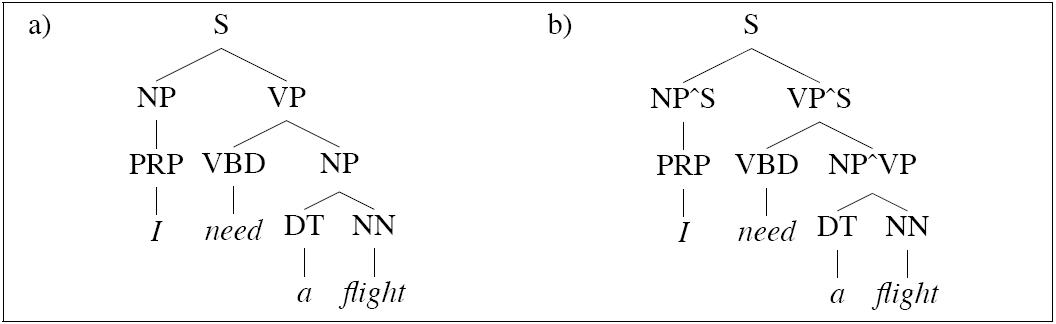 a) S b) S
NP VP NP^S VP^S
PRP VBD NP PRP VBD NP^VP
I need DT NN I need DT NN
a flight a flight